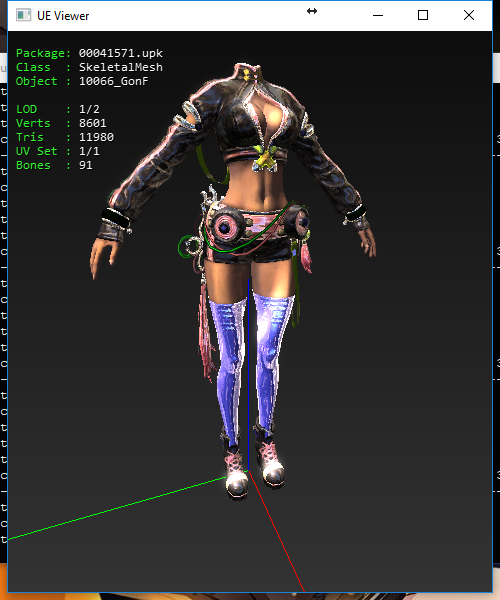 UE Viewer
Package: 00041571.upk
Class : SkeletalMesh
Object : 10066_GonF
LOD : 1/2
Verts : 8601
Tris : 11980
UV Set : 1/1
Bones : 91